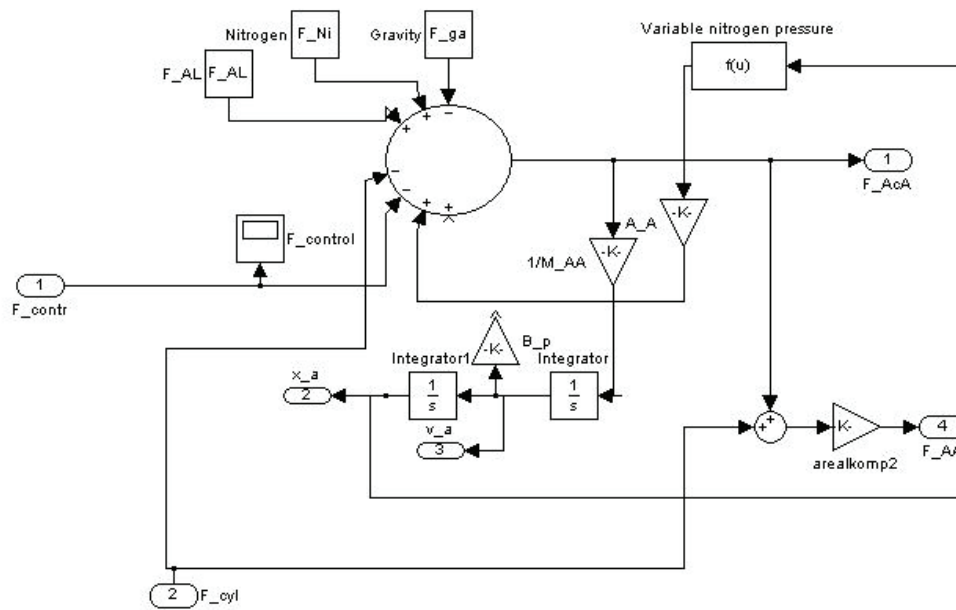 Nitrogen
F_Ni
Gravity
F_ga
Variable nitrogen pressure
f(u)
F_AL
F_AL
+
+
−
−
−
+
+
1
F_AcA
A_A
-K-
F_control
1/M_AA
-K-
1
F_contr
B_p
-K-
Integrator1
Integrator
x_a
2
1
s
1
s
v_a
3
+
+
K-
4
F_AA
arealkomp2
2
F_cyl